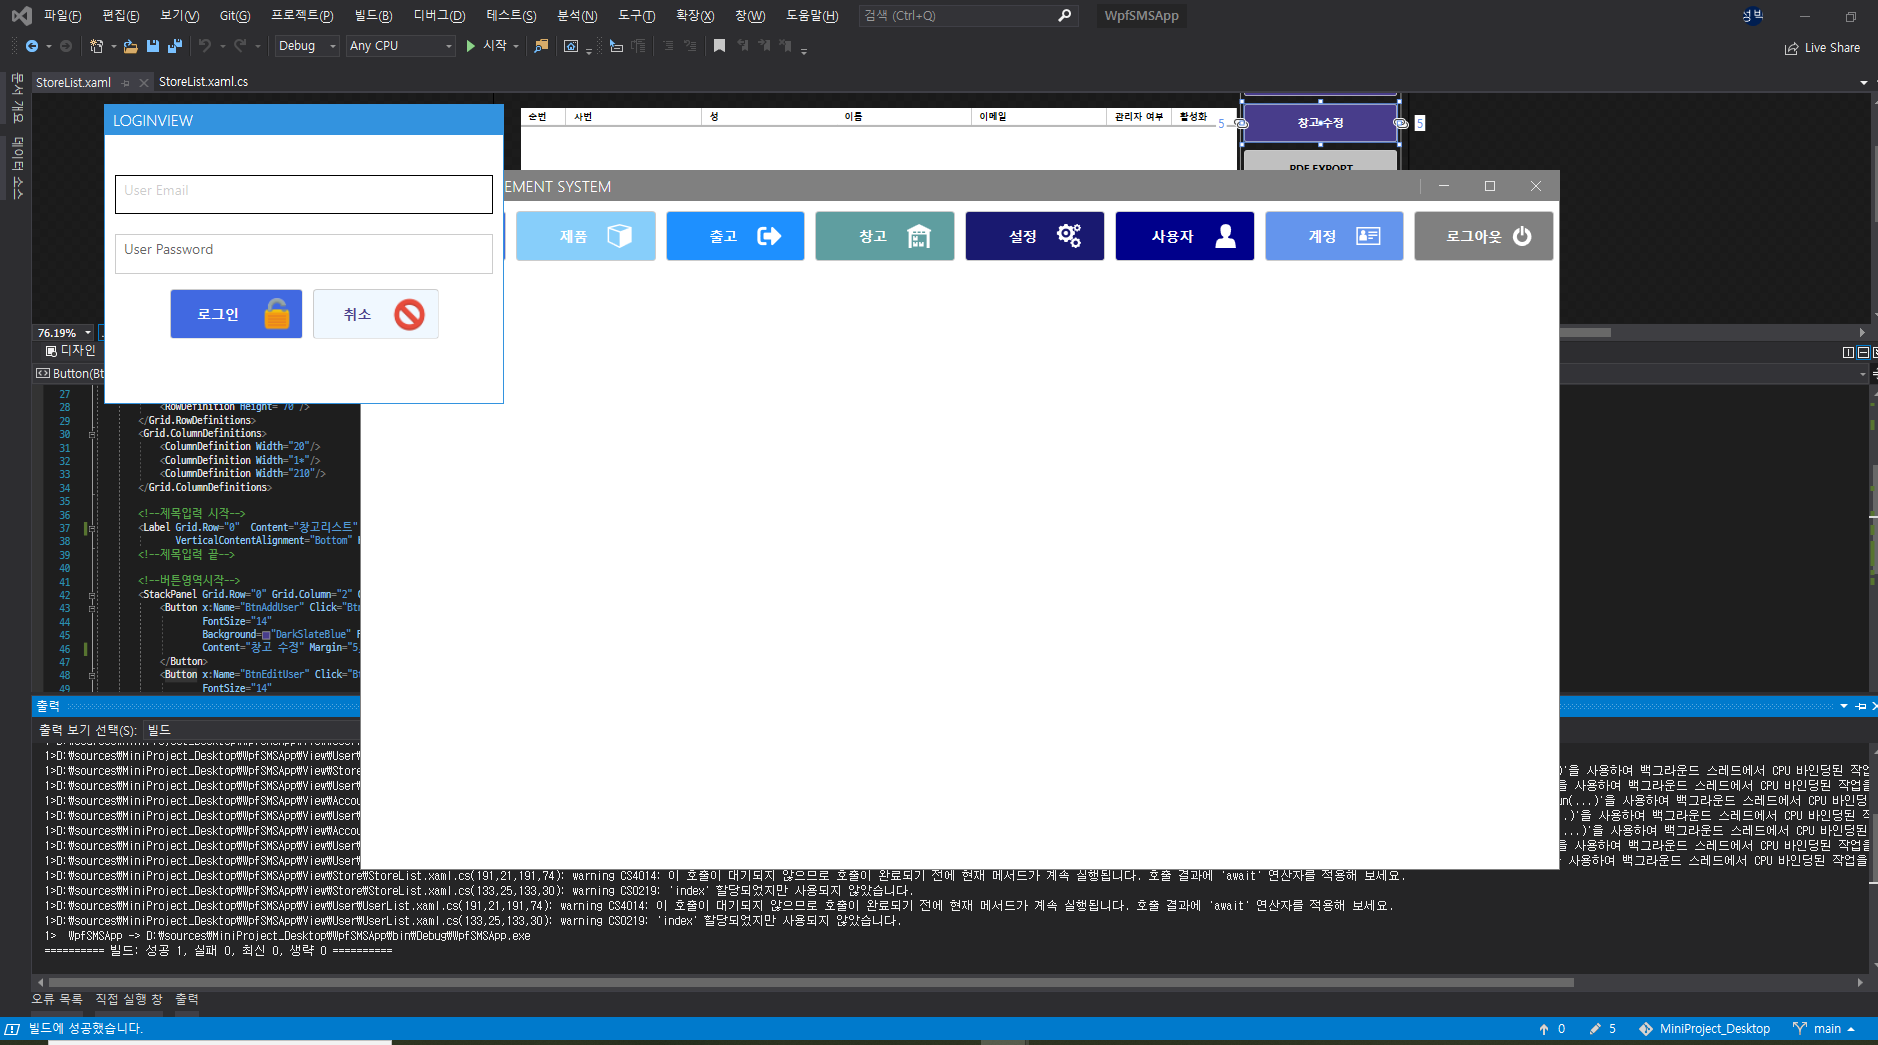 파일(F) 편집(E) 보기(V) Git(G) 프로젝트(P) 빌드(B) 디버그(D) 테스트(S) 분석(N) 도구(T) 확장(X) 창(W) 도움말(H) 검색 (Ctrl+Q) WpfSMSApp 성빅
Debug Any CPU 시작 Live Share
문서 개요
데이터 소스
StoreList.xaml StoreList.xaml.cs
LOGINVIEW
User Email
User Password
로그인 취소
순번 사번 성 이름 이메일 관리자 여부 활성화
5 창고 수정 5
PDF EXPORT
EMENT SYSTEM
제품 출고 창고 설정 사용자 계정 로그아웃
76.19%
디자인
Button(Bt
27
28 <RowDefinition Height="70"/>
29 </Grid.RowDefinitions>
30 <Grid.ColumnDefinitions>
31 <ColumnDefinition Width="20"/>
32 <ColumnDefinition Width="1*"/>
33 <ColumnDefinition Width="210"/>
34 </Grid.ColumnDefinitions>
35
36 <!--제목입력 시작-->
37 <Label Grid.Row="0" Content="창고리스트"
38 VerticalContentAlignment="Bottom"
39 <!--제목입력 끝-->
40
41 <!--버튼영역시작-->
42 <StackPanel Grid.Row="0" Grid.Column="2"
43 <Button x:Name="BtnAddUser" Click="Btn
44 FontSize="14"
45 Background="DarkSlateBlue" F
46 Content="창고 수정" Margin="5,
47 </Button>
48 <Button x:Name="BtnEditUser" Click="Bt
49 FontSize="14"
출력
출력 보기 선택(S): 빌드
1>D:₩sources₩MiniProject_Desktop₩WpfSMSApp₩View₩User₩
1>D:₩sources₩MiniProject_Desktop₩WpfSMSApp₩View₩Store )'을 사용하여 백그라운드 스레드에서 CPU 바인딩된 작업
1>D:₩sources₩MiniProject_Desktop₩WpfSMSApp₩View₩User₩ 을 사용하여 백그라운드 스레드에서 CPU 바인딩된 작업을
1>D:₩sources₩MiniProject_Desktop₩WpfSMSApp₩View₩Accou un(...)'을 사용하여 백그라운드 스레드에서 CPU 바인딩
1>D:₩sources₩MiniProject_Desktop₩WpfSMSApp₩View₩User₩ .)'을 사용하여 백그라운드 스레드에서 CPU 바인딩된 작
1>D:₩sources₩MiniProject_Desktop₩WpfSMSApp₩View₩Accou ...)'을 사용하여 백그라운드 스레드에서 CPU 바인딩된
1>D:₩sources₩MiniProject_Desktop₩WpfSMSApp₩View₩User₩ 을 사용하여 백그라운드 스레드에서 CPU 바인딩된 작업을
1>D:₩sources₩MiniProject_Desktop₩WpfSMSApp₩View₩User₩ 사용하여 백그라운드 스레드에서 CPU 바인딩된 작업을
1>D:₩sources₩MiniProject_Desktop₩WpfSMSApp₩View₩Store₩StoreList.xaml.cs(191,21,191,74): warning CS4014: 이 호출이 대기되지 않으므로 호출이 완료되기 전에 현재 메서드가 계속 실행됩니다. 호출 결과에 'await' 연산자를 적용해 보세요.
1>D:₩sources₩MiniProject_Desktop₩WpfSMSApp₩View₩Store₩StoreList.xaml.cs(133,25,133,30): warning CS0219: 'index' 할당되었지만 사용되지 않았습니다.
1>D:₩sources₩MiniProject_Desktop₩WpfSMSApp₩View₩User₩UserList.xaml.cs(191,21,191,74): warning CS4014: 이 호출이 대기되지 않으므로 호출이 완료되기 전에 현재 메서드가 계속 실행됩니다. 호출 결과에 'await' 연산자를 적용해 보세요.
1>D:₩sources₩MiniProject_Desktop₩WpfSMSApp₩View₩User₩UserList.xaml.cs(133,25,133,30): warning CS0219: 'index' 할당되었지만 사용되지 않았습니다.
1> WpfSMSApp -> D:₩sources₩MiniProject_Desktop₩WpfSMSApp₩bin₩Debug₩WpfSMSApp.exe
========== 빌드: 성공 1, 실패 0, 최신 0, 생략 0 ==========
오류 목록 직접 실행 창 출력
빌드에 성공했습니다. 0 5 MiniProject_Desktop main